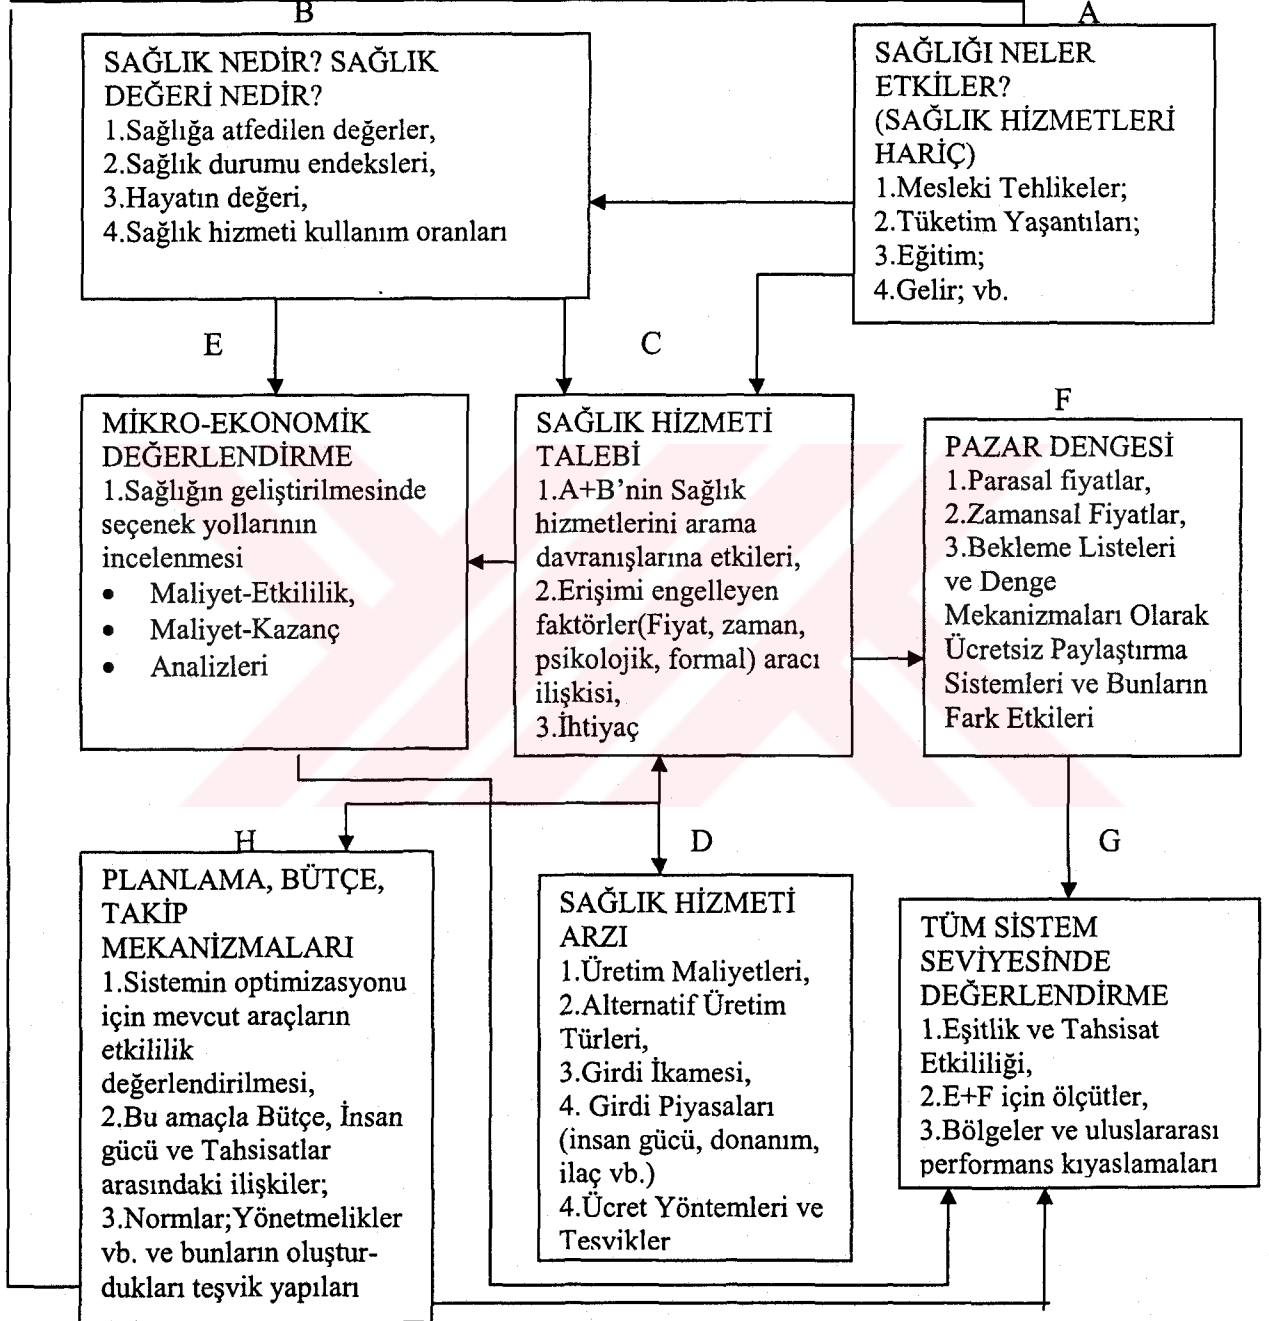 B
SAĞLIK NEDİR? SAĞLIK
DEĞERİ NEDİR?
1.Sağlığa atfedilen değerler,
2.Sağlık durumu endeksleri,
3.Hayatın değeri,
4.Sağlık hizmeti kullanım oranları
A
SAĞLIĞI NELER
ETKİLER?
(SAĞLIK HİZMETLERİ
HARİÇ)
1.Mesleki Tehlikeler;
2.Tüketim Yaşantıları;
3.Eğitim;
4.Gelir; vb.
E
MİKRO-EKONOMİK
DEĞERLENDİRME
1.Sağlığın geliştirilmesinde
seçenek yollarının
incelenmesi
• Maliyet-Etkililik,
• Maliyet-Kazanç
• Analizleri
C
SAĞLIK HİZMETİ
TALEBİ
1.A+B'nin Sağlık
hizmetlerini arama
davranışlarına etkileri,
2.Erişimi engelleyen
faktörler(Fiyat, zaman,
psikolojik, formal) aracı
ilişkisi,
3.İhtiyaç
F
PAZAR DENGESİ
1.Parasal fiyatlar,
2.Zamansal Fiyatlar,
3.Bekleme Listeleri
ve Denge
Mekanizmaları Olarak
Ücretsiz Paylaştırma
Sistemleri ve Bunların
Fark Etkileri
H
PLANLAMA, BÜTÇE,
TAKİP
MEKANİZMALARI
1.Sistemin optimizasyonu
için mevcut araçların
etkililik
değerlendirilmesi,
2.Bu amaçla Bütçe, İnsan
gücü ve Tahsisatlar
arasındaki ilişkiler;
3.Normlar;Yönetmelikler
vb. ve bunların oluştur-
dukları teşvik yapıları
D
SAĞLIK HİZMETİ
ARZI
1.Üretim Maliyetleri,
2.Alternatif Üretim
Türleri,
3.Girdi İkamesi,
4. Girdi Piyasaları
(insan gücü, donanım,
ilaç vb.)
4.Ücret Yöntemleri ve
Tesvikler
G
TÜM SİSTEM
SEVİYESİNDE
DEĞERLENDİRME
1.Eşitlik ve Tahsisat
Etkililiği,
2.E+F için ölçütler,
3.Bölgeler ve uluslararası
performans kıyaslamaları